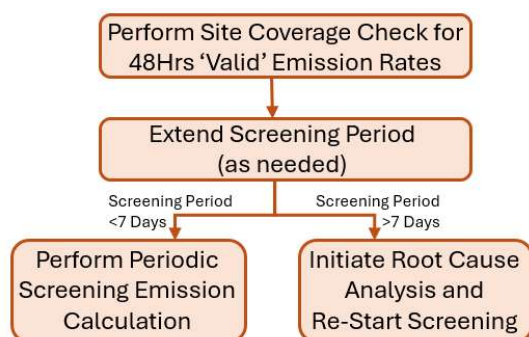 Perform Site Coverage Check for
48Hrs ‘Valid’ Emission Rates
Extend Screening Period
(as needed)
Screening Period
<7 Days
Screening Period
>7 Days
Perform Periodic
Screening Emission
Calculation
Initiate Root Cause
Analysis and
Re-Start Screening